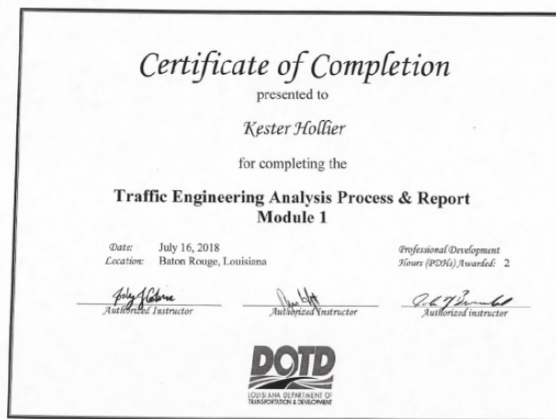 Certificate of Completion
presented to
Kester Hollier
for completing the
Traffic Engineering Analysis Process & Report
Module 1
Date: July 16, 2018
Location: Baton Rouge, Louisiana
Professional Development
Hours (PDHs) Awarded: 2
Authorized Instructor
Authorized Instructor
Authorized instructor
DOTD
LOUISIANA DEPARTMENT OF
TRANSPORTATION & DEVELOPMENT